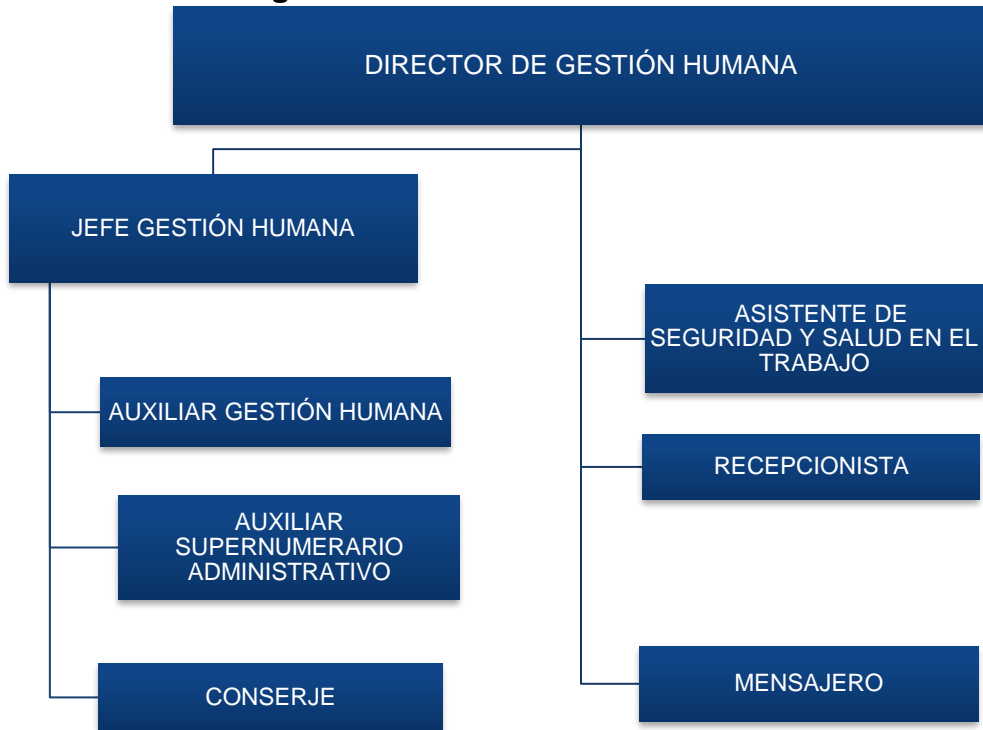 DIRECTOR DE GESTIÓN HUMANA
JEFE GESTIÓN HUMANA
AUXILIAR GESTIÓN HUMANA
AUXILIAR
SUPERNUMERARIO
ADMINISTRATIVO
CONSERJE
ASISTENTE DE
SEGURIDAD Y SALUD EN EL
TRABAJO
RECEPCIONISTA
MENSAJERO